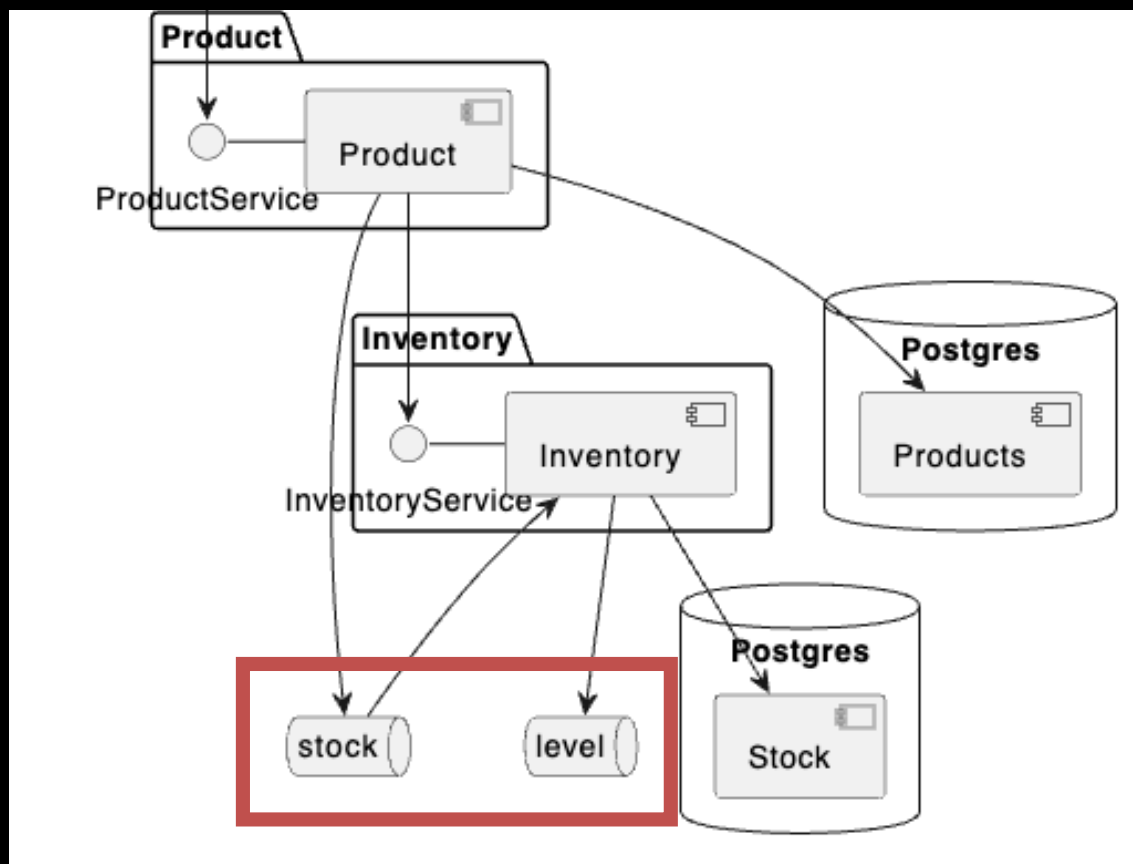 Product
Product
ProductService
Inventory
Postgres
Inventory
Products
InventoryService
Postgres
stock
level
Stock